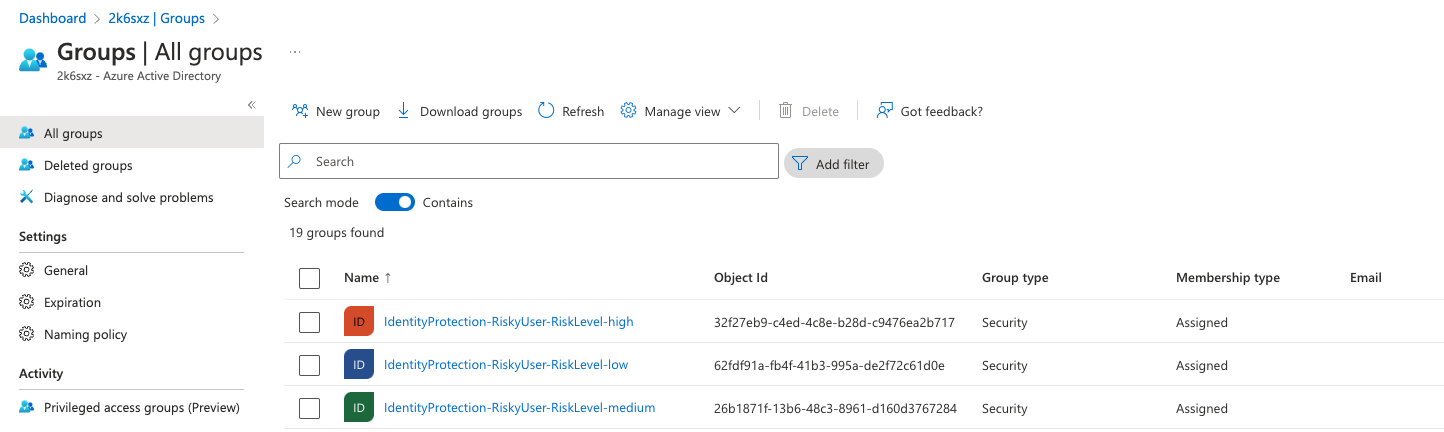 Dashboard > 2k6sxz | Groups >
Groups | All groups ...
2k6sxz - Azure Active Directory
«
New group Download groups Refresh Manage view Delete Got feedback?
All groups
Deleted groups
Diagnose and solve problems
Settings
General
Expiration
Naming policy
Activity
Privileged access groups (Preview)
Search Add filter
Search mode Contains
19 groups found
Name ↑ Object Id Group type Membership type Email
ID IdentityProtection-RiskyUser-RiskLevel-high 32f27eb9-c4ed-4c8e-b28d-c9476ea2b717 Security Assigned
ID IdentityProtection-RiskyUser-RiskLevel-low 62fdf91a-fb4f-41b3-995a-de2f72c61d0e Security Assigned
ID IdentityProtection-RiskyUser-RiskLevel-medium 26b1871f-13b6-48c3-8961-d160d3767284 Security Assigned